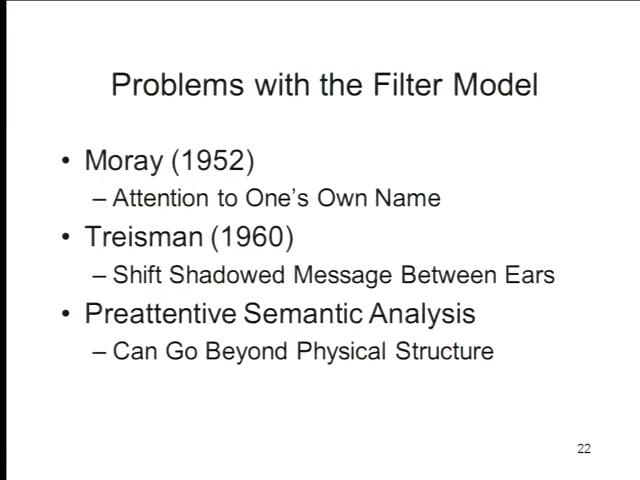 Problems with the Filter Model
• Moray (1952)
– Attention to One's Own Name
• Treisman (1960)
– Shift Shadowed Message Between Ears
• Preattentive Semantic Analysis
– Can Go Beyond Physical Structure
22